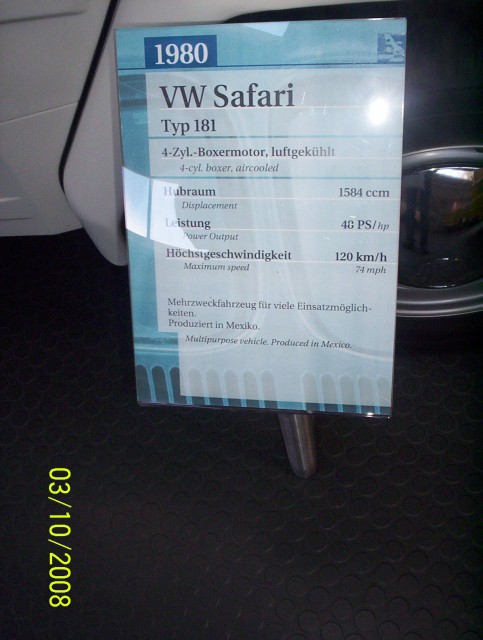 1980
VW Safari
Typ 181
4-Zyl.-Boxermotor, luftgekühlt
4-cyl. boxer, aircooled
Hubraum 1584 ccm
Displacement
Leistung 48 PS/hp
Power Output
Höchstgeschwindigkeit 120 km/h
Maximum speed 74 mph
Mehrzweckfahrzeug für viele Einsatzmöglich-
keiten.
Produziert in Mexiko.
Multipurpose vehicle. Produced in Mexico.
03/10/2008